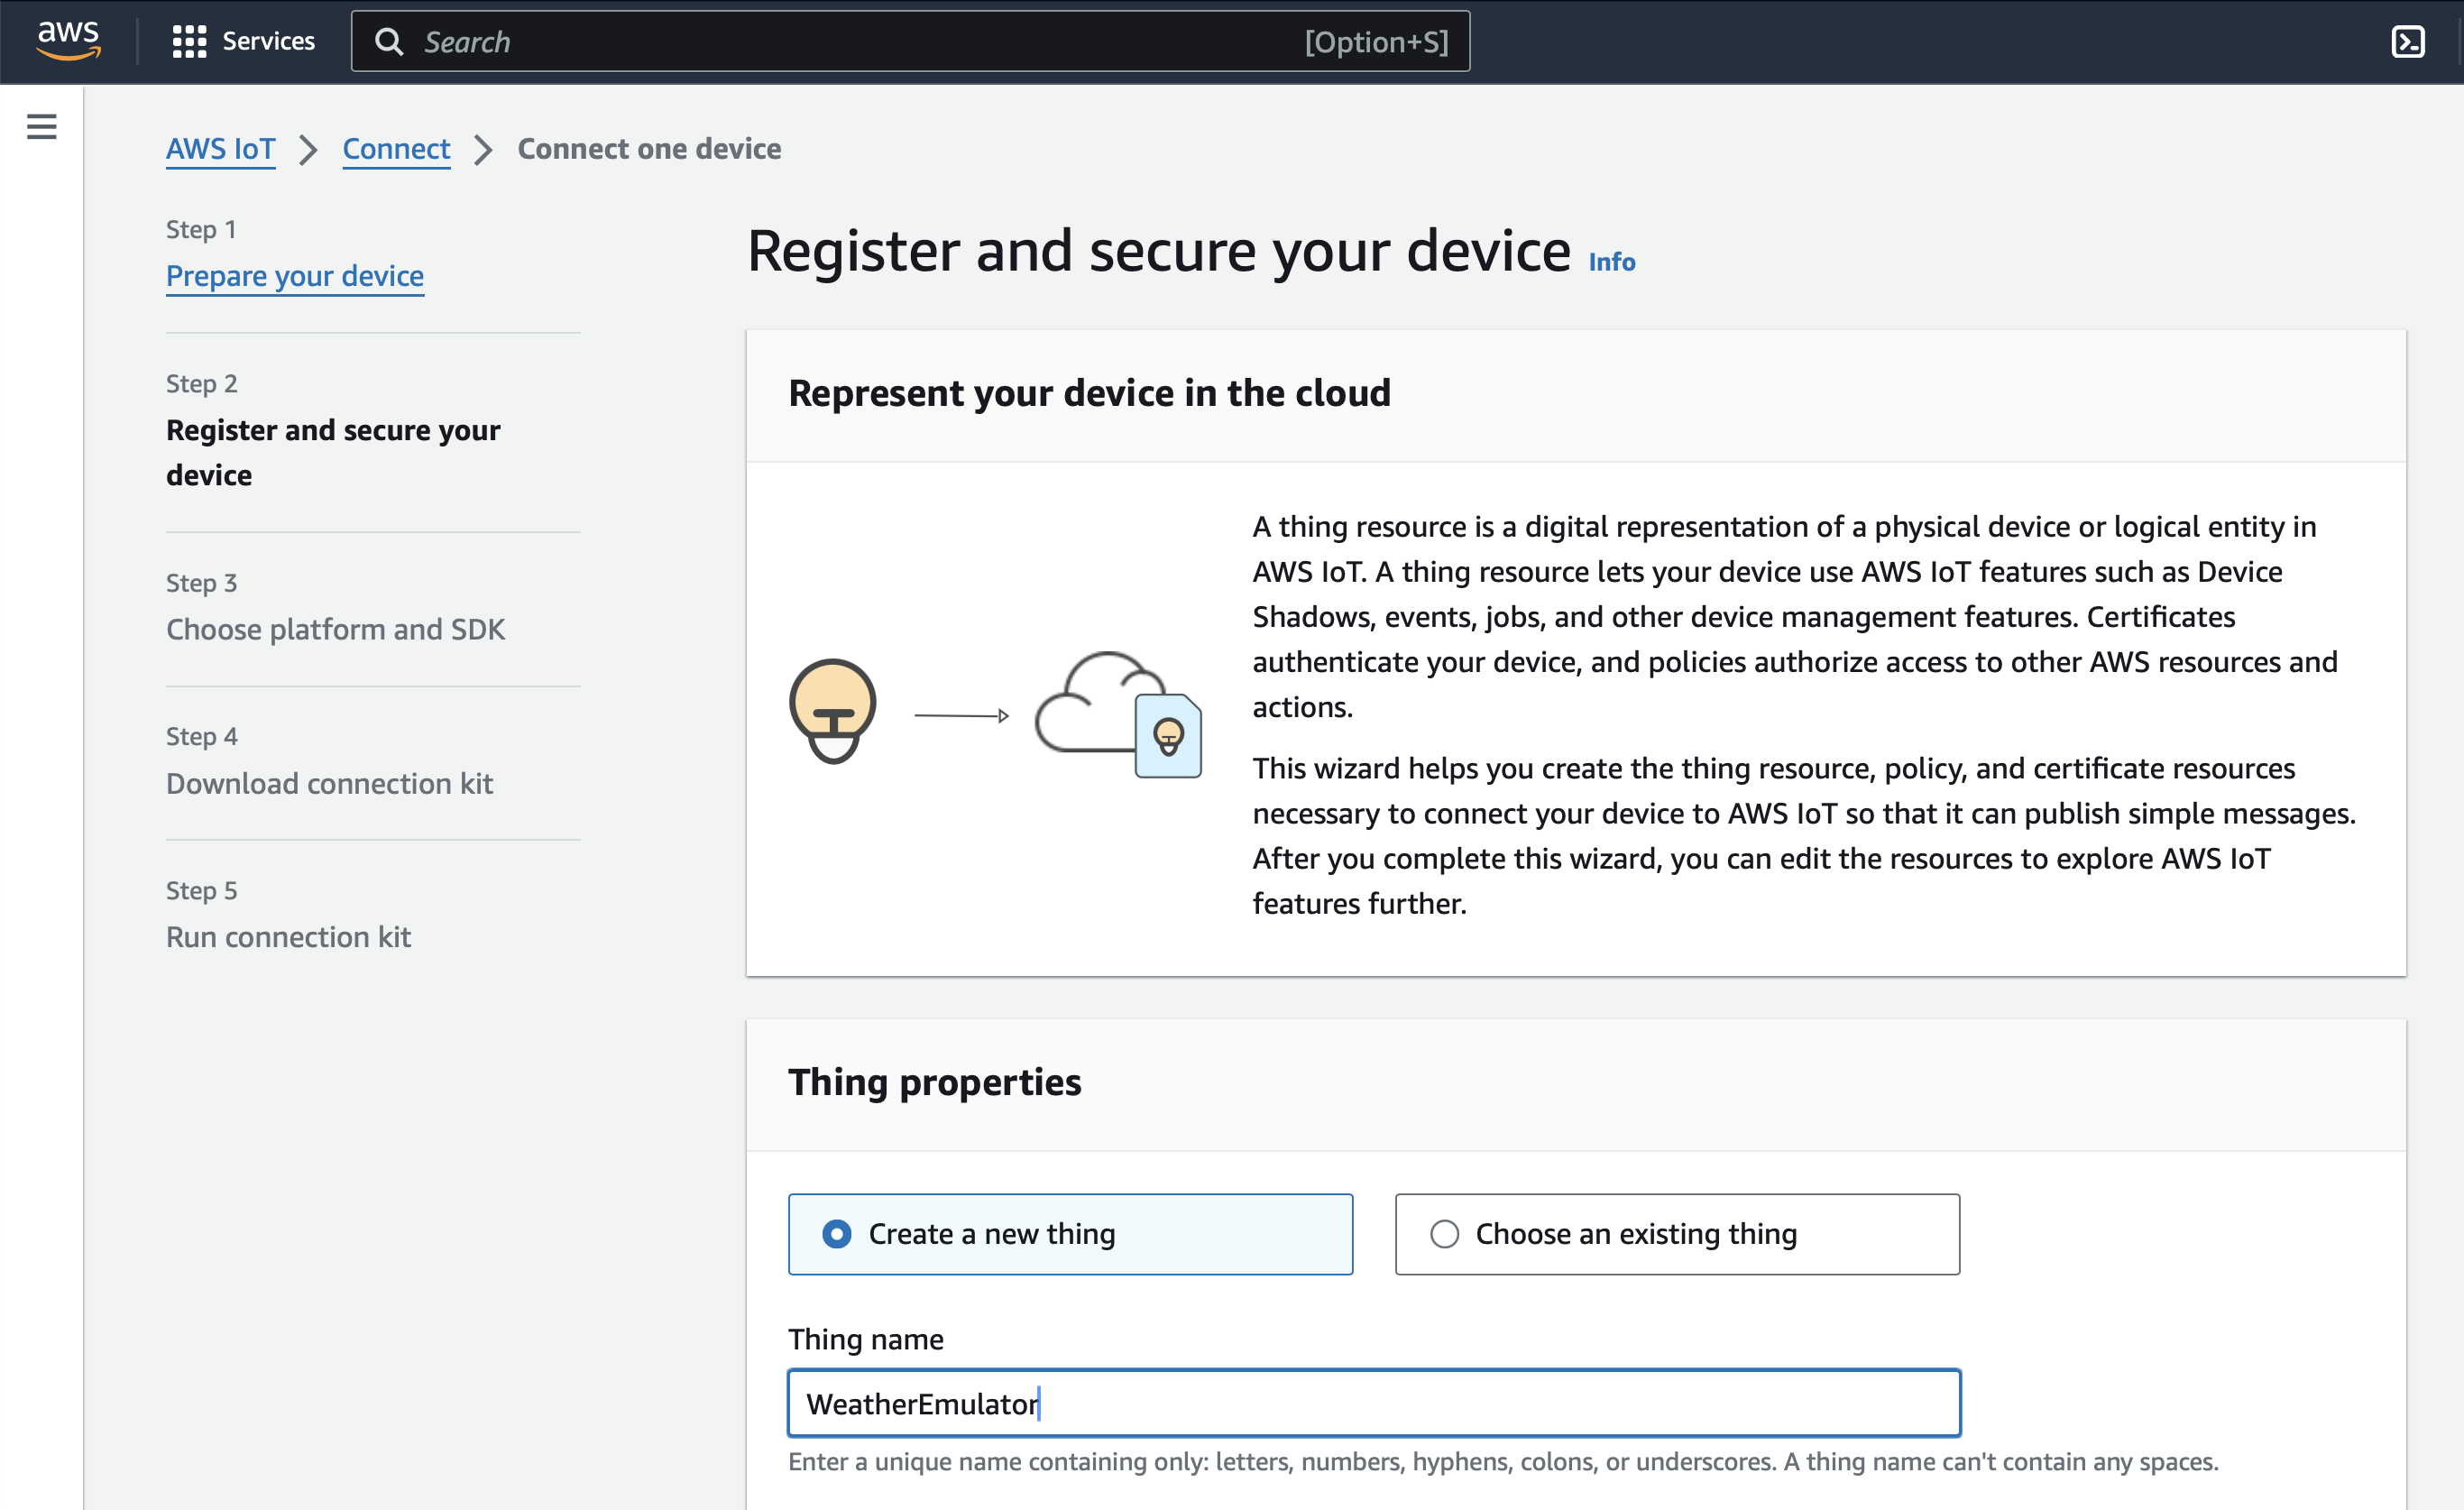 aws
Services
Search
[Option+S]
AWS IoT
Connect
Connect one device
Step 1
Prepare your device
Step 2
Register and secure your
device
Step 3
Choose platform and SDK
Step 4
Download connection kit
Step 5
Run connection kit
Register and secure your device Info
Represent your device in the cloud
A thing resource is a digital representation of a physical device or logical entity in
AWS IoT. A thing resource lets your device use AWS IoT features such as Device
Shadows, events, jobs, and other device management features. Certificates
authenticate your device, and policies authorize access to other AWS resources and
actions.
This wizard helps you create the thing resource, policy, and certificate resources
necessary to connect your device to AWS IoT so that it can publish simple messages.
After you complete this wizard, you can edit the resources to explore AWS IoT
features further.
Thing properties
Create a new thing
Choose an existing thing
Thing name
WeatherEmulator
Enter a unique name containing only: letters, numbers, hyphens, colons, or underscores. A thing name can't contain any spaces.